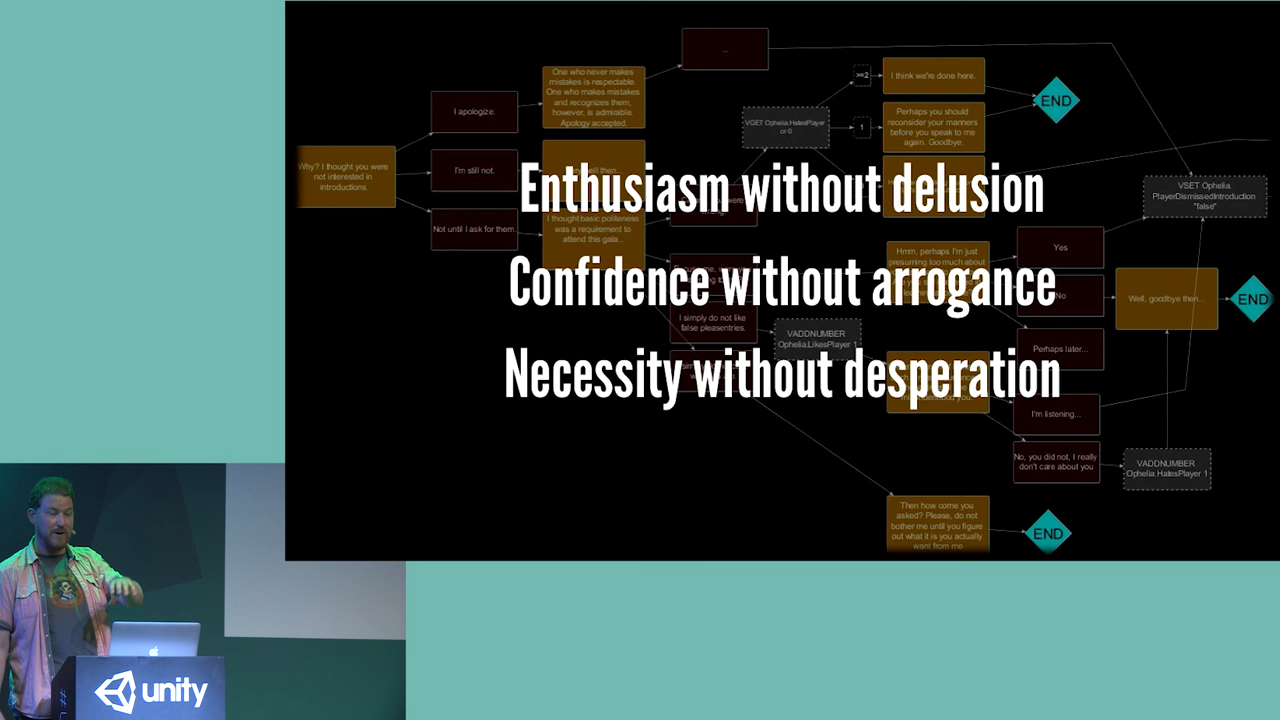 ...
One who never makes
mistakes is respectable.
One who makes mistakes
and recognizes them,
however, is admirable.
Apology accepted.
I apologize.
>=2
I think we're done here.
END
VGET Ophelia.HatesPlayer
or 0
1
Perhaps you should
reconsider your manners
before you speak to me
again. Goodbye.
Why? I thought you were
not interested in
introductions.
I'm still not.
Enthusiasm without delusion
VSET Ophelia.
PlayerDismissedIntroduction
"false"
Not until I ask for them.
I thought basic politeness
was a requirement to
attend this gala...
Hmm, perhaps I'm just
presuming too much about
Yes
Confidence without arrogance
No
Well, goodbye then...
END
I simply do not like
false pleasentries.
VADDNUMBER
Ophelia.LikesPlayer 1
Perhaps later...
Necessity without desperation
I'm listening...
No, you did not, I really
don't care about you
VADDNUMBER
Ophelia.HatesPlayer 1
Then how come you
asked? Please, do not
bother me until you figure
out what it is you actually
want from me
END
unity